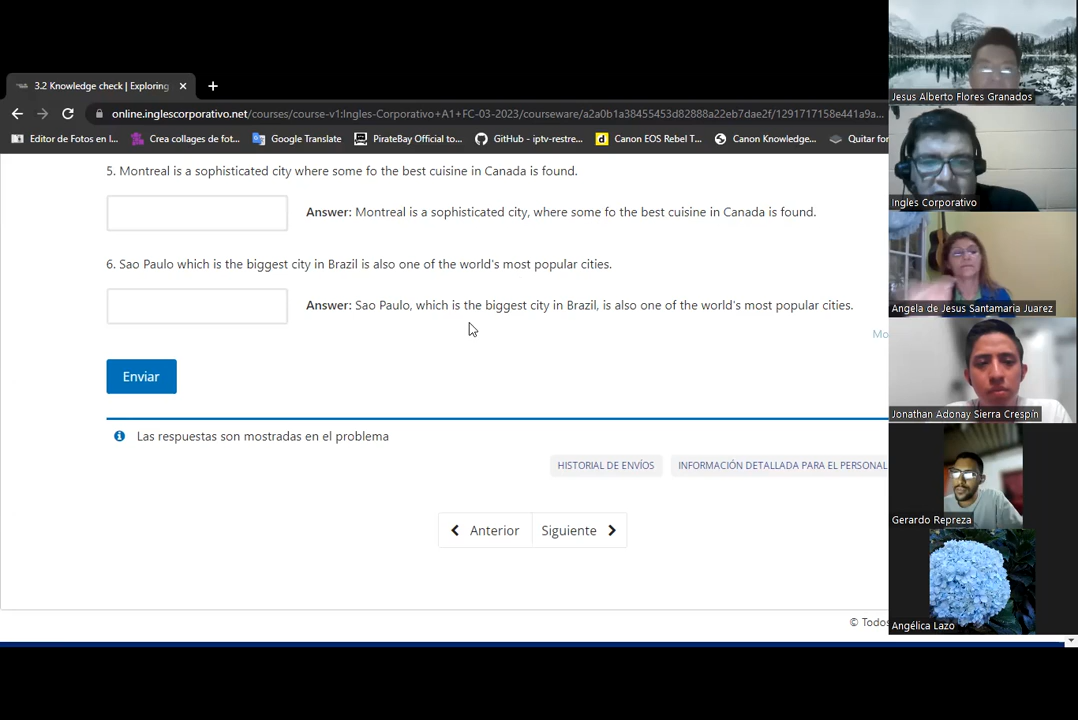 3.2 Knowledge check | Exploring
online.inglescorporativo.net/courses/course-v1:Ingles-Corporativo+A1+FC-03-2023/courseware/a2a0b1a38455453d82888a22eb7dae2f/1291717158e441a9a...
Editor de Fotos en l... Crea collages de fot... Google Translate PirateBay Official to... GitHub - iptv-restre... Canon EOS Rebel T... Canon Knowledge... Quitar for
5. Montreal is a sophisticated city where some fo the best cuisine in Canada is found.
Answer: Montreal is a sophisticated city, where some fo the best cuisine in Canada is found.
6. Sao Paulo which is the biggest city in Brazil is also one of the world's most popular cities.
Answer: Sao Paulo, which is the biggest city in Brazil, is also one of the world's most popular cities.
Mo
Enviar
Las respuestas son mostradas en el problema
HISTORIAL DE ENVÍOS INFORMACIÓN DETALLADA PARA EL PERSONAL
Anterior Siguiente
© Todos
Jesus Alberto Flores Granados
Ingles Corporativo
Angela de Jesus Santamaria Juarez
Jonathan Adonay Sierra Crespín
Gerardo Repreza
Angélica Lazo